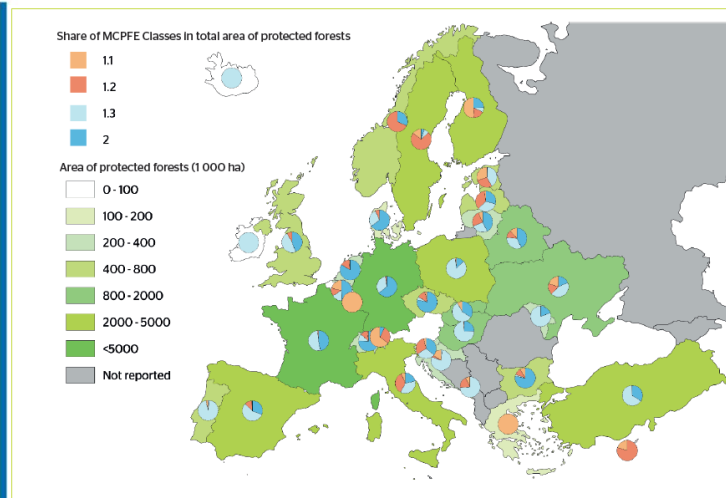 Share of MCPFE Classes in total area of protected forests
1.1
1.2
1.3
2
Area of protected forests (1 000 ha)
0 - 100
100 - 200
200 - 400
400 - 800
800 - 2000
2000 - 5000
<5000
Not reported